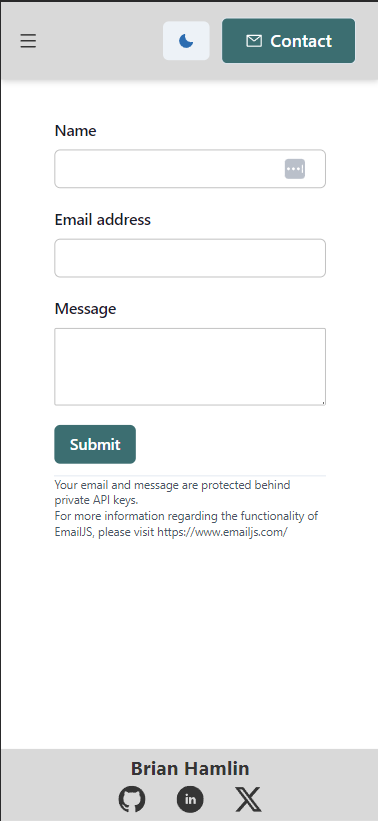 Contact
Name
Email address
Message
Submit
Your email and message are protected behind
private API keys.
For more information regarding the functionality of
EmailJS, please visit https://www.emailjs.com/
Brian Hamlin
in